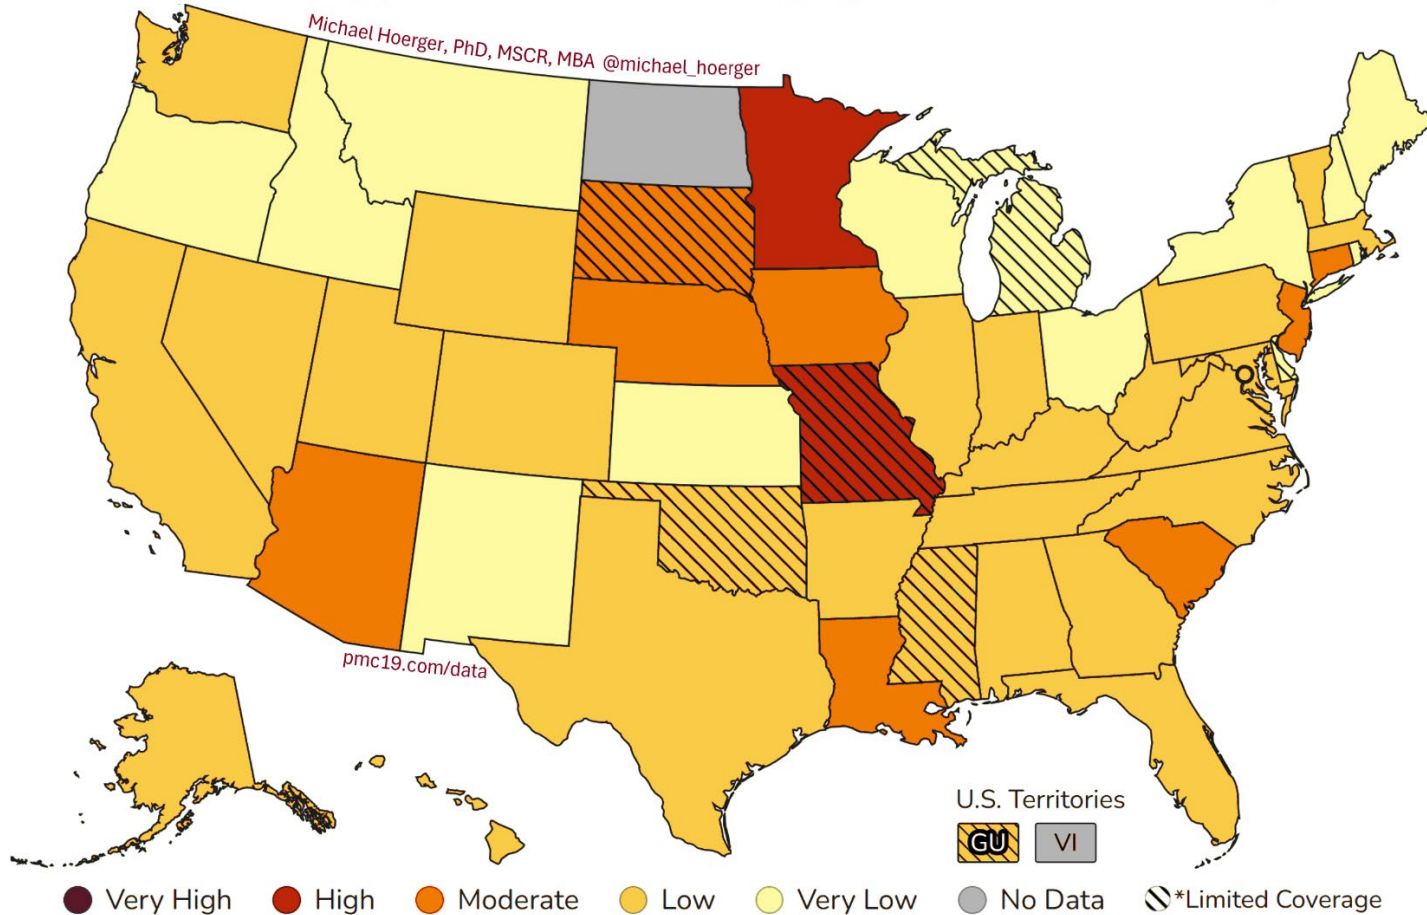 Michael Hoerger, PhD, MSCR, MBA @michael_hoerger
pmc19.com/data
U.S. Territories
GU VI
Very High High Moderate Low Very Low No Data *Limited Coverage